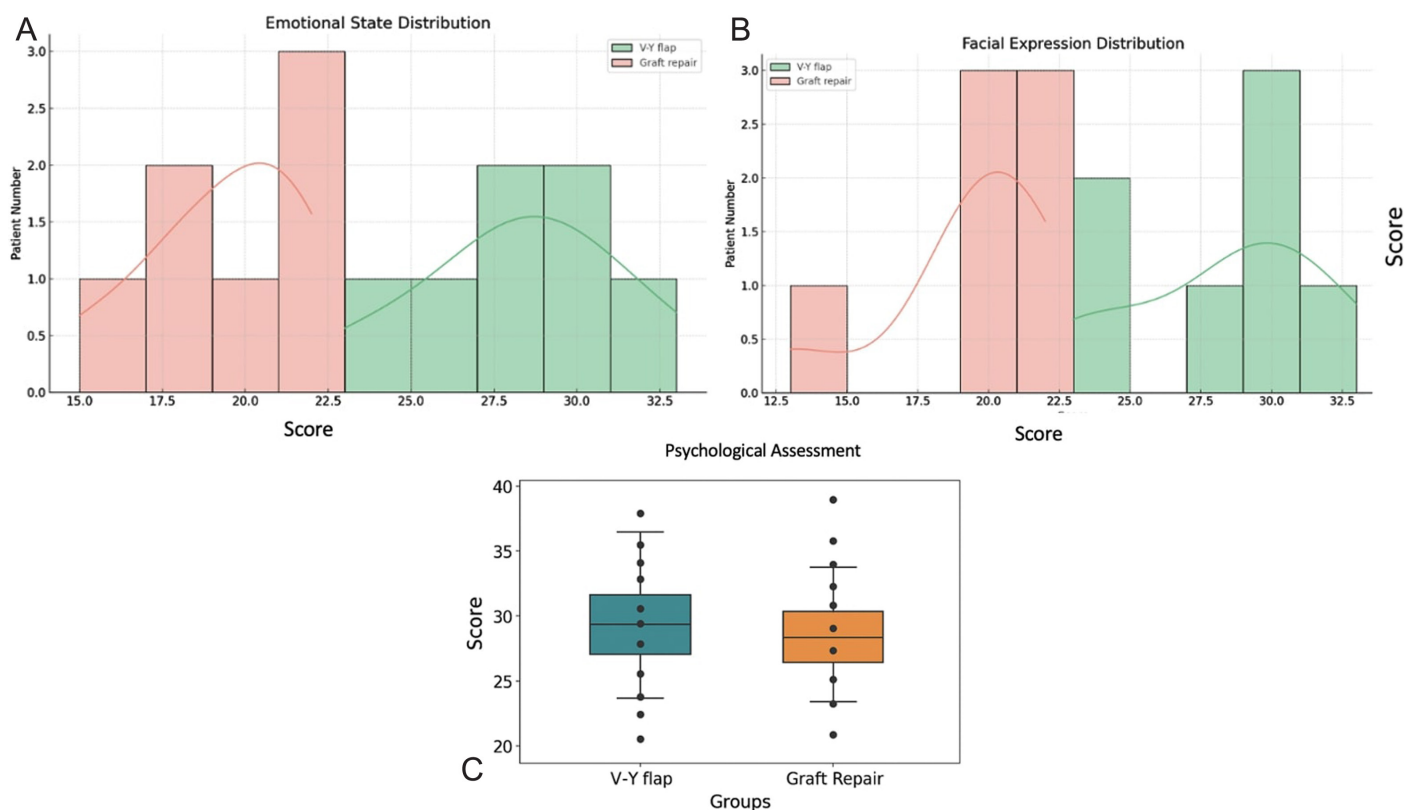 A
Emotional State Distribution
V-Y flap
Graft repair
Patient Number
3.0
2.5
2.0
1.5
1.0
0.5
0.0
15.0 17.5 20.0 22.5 25.0 27.5 30.0 32.5
Score
B
Facial Expression Distribution
V-Y flap
Graft repair
Patient Number
3.0
2.5
2.0
1.5
1.0
0.5
0.0
12.5 15.0 17.5 20.0 22.5 25.0 27.5 30.0 32.5
Score
Score
Psychological Assessment
Score
40
35
30
25
20
C
V-Y flap Graft Repair
Groups